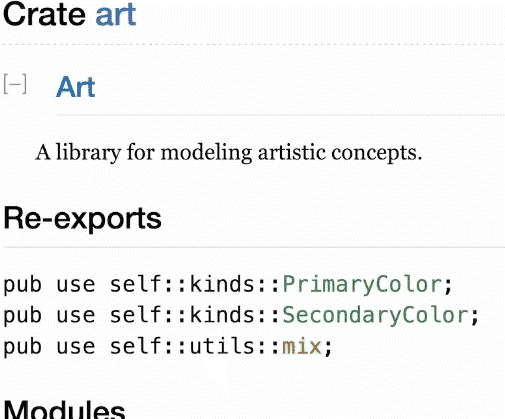 Crate art
[−] Art
A library for modeling artistic concepts.
Re-exports
pub use self::kinds::PrimaryColor;
pub use self::kinds::SecondaryColor;
pub use self::utils::mix;
Modules